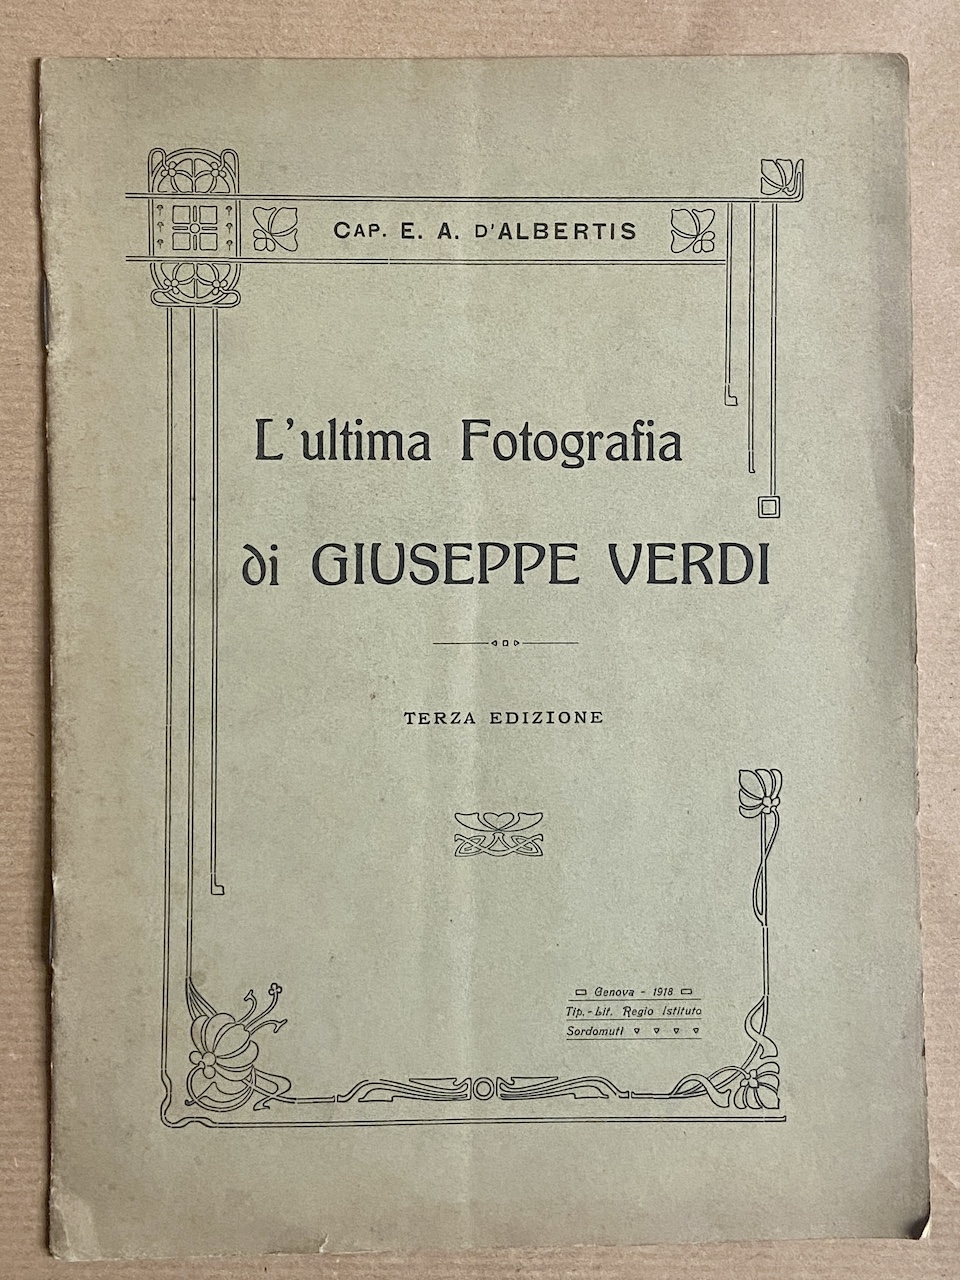 Cap. E. A. d'Albertis
L'ultima Fotografia
di GIUSEPPE VERDI
TERZA EDIZIONE
Genova - 1918
Tip.-Lit. Regio Istituto
Sordomuti